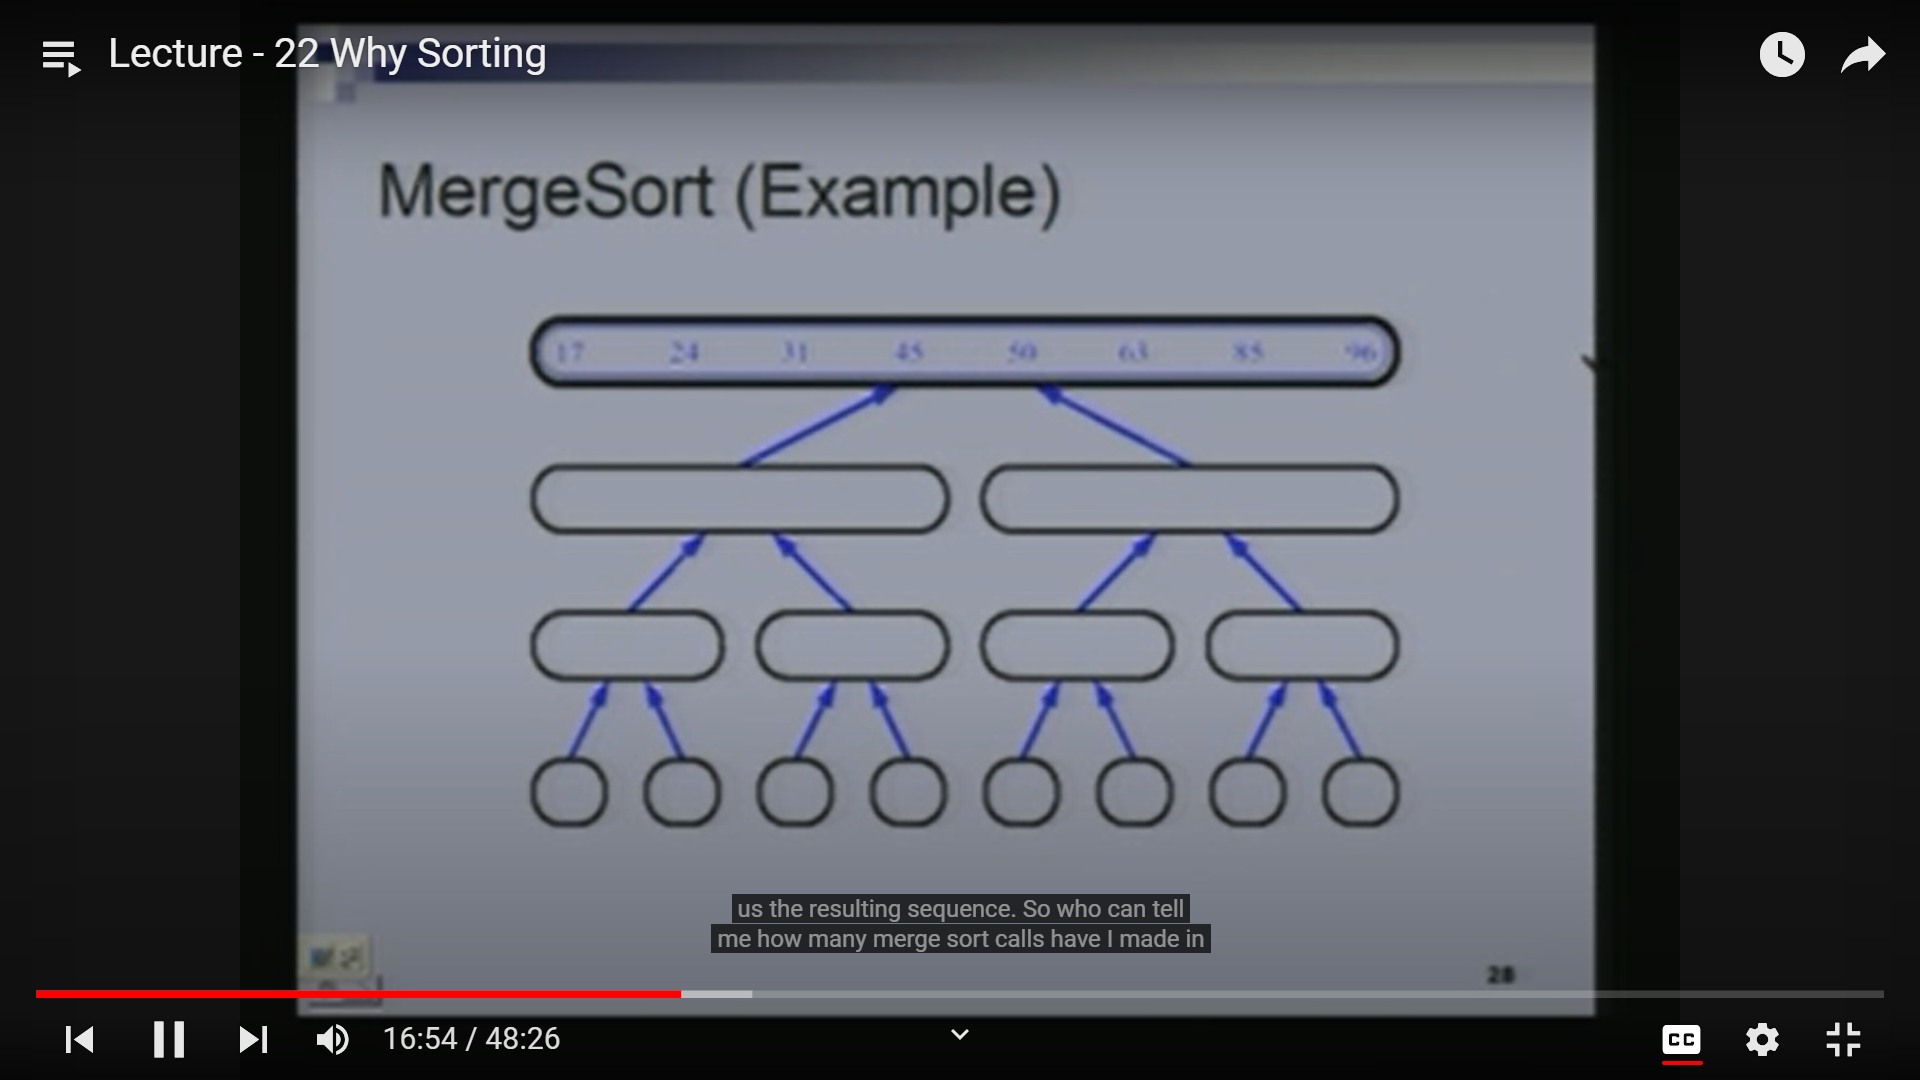 Lecture - 22 Why Sorting
MergeSort (Example)
17 24 31 45 50 63 85 96
us the resulting sequence. So who can tell
me how many merge sort calls have I made in
28
16:54 / 48:26
CC